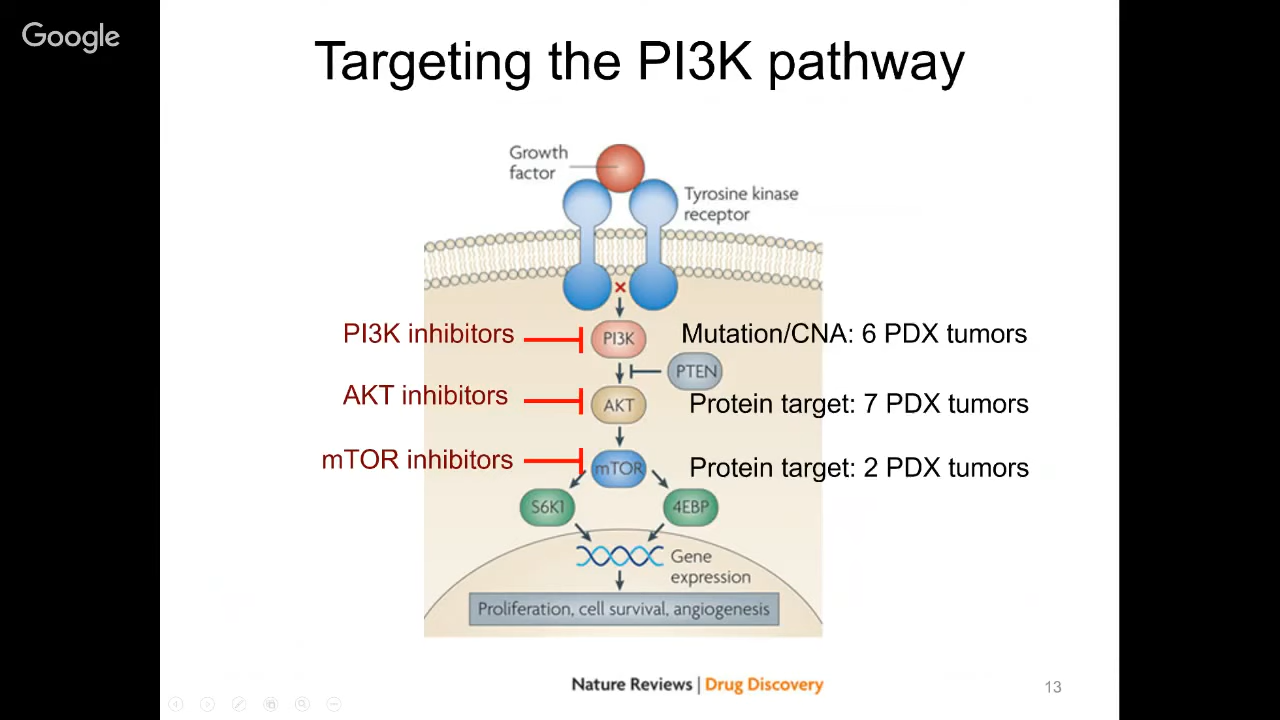 Google
Targeting the PI3K pathway
Growth
factor
Tyrosine kinase
receptor
PI3K inhibitors
PI3K
Mutation/CNA: 6 PDX tumors
PTEN
AKT inhibitors
AKT
Protein target: 7 PDX tumors
mTOR inhibitors
mTOR
Protein target: 2 PDX tumors
S6K1
4EBP
Gene
expression
Proliferation, cell survival, angiogenesis
Nature Reviews | Drug Discovery
13